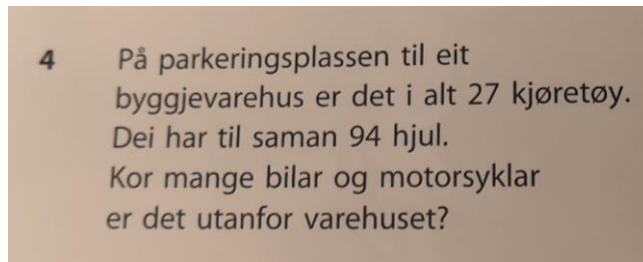 4 På parkeringsplassen til eit
byggjevarehus er det i alt 27 kjøretøy.
Dei har til saman 94 hjul.
Kor mange bilar og motorsyklar
er det utanfor varehuset?